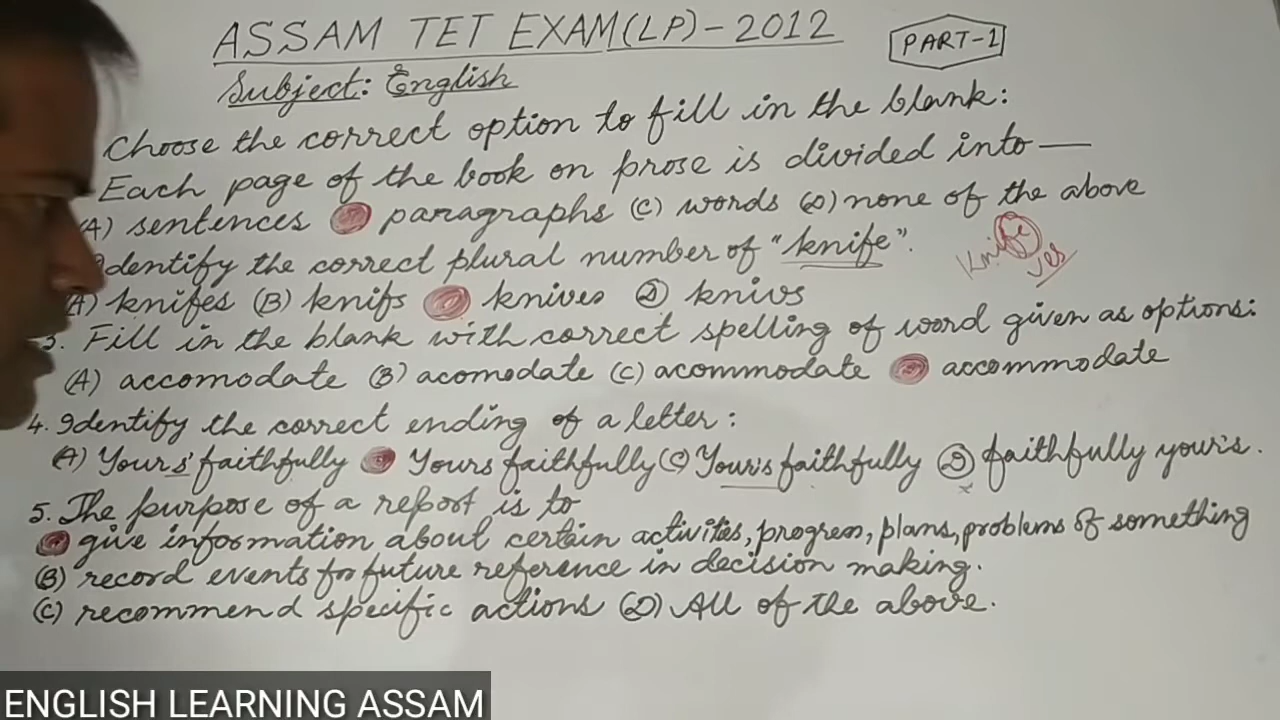 ASSAM TET EXAM(LP)-2012
PART-1
Subject: English
Choose the correct option to fill in the blank:
Each page of the book on prose is divided into —
A) sentences paragraphs (C) words (D) none of the above
Identify the correct plural number of "knife".
Knife
yes
A) knifes (B) knifs knives (D) knivs
3. Fill in the blank with correct spelling of word given as options:
(A) accomodate (B) acomodate (C) acommodate accommodate
4. Identify the correct ending of a letter:
(A) Yours' faithfully Yours faithfully (C) Your's faithfully (D) faithfully your's.
5. The purpose of a report is to
give information about certain activities, progress, plans, problems of something
(B) record events for future reference in decision making.
(C) recommend specific actions (D) All of the above.
ENGLISH LEARNING ASSAM